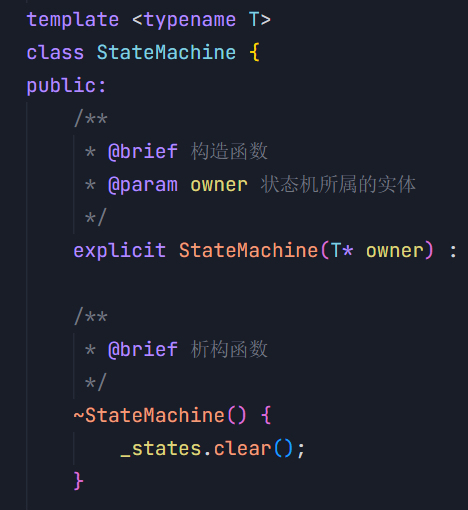 template <typename T>
class StateMachine {
public:
    /**
     * @brief 构造函数
     * @param owner 状态机所属的实体
     */
    explicit StateMachine(T* owner) :
    /**
     * @brief 析构函数
     */
    ~StateMachine() {
        _states.clear();
    }